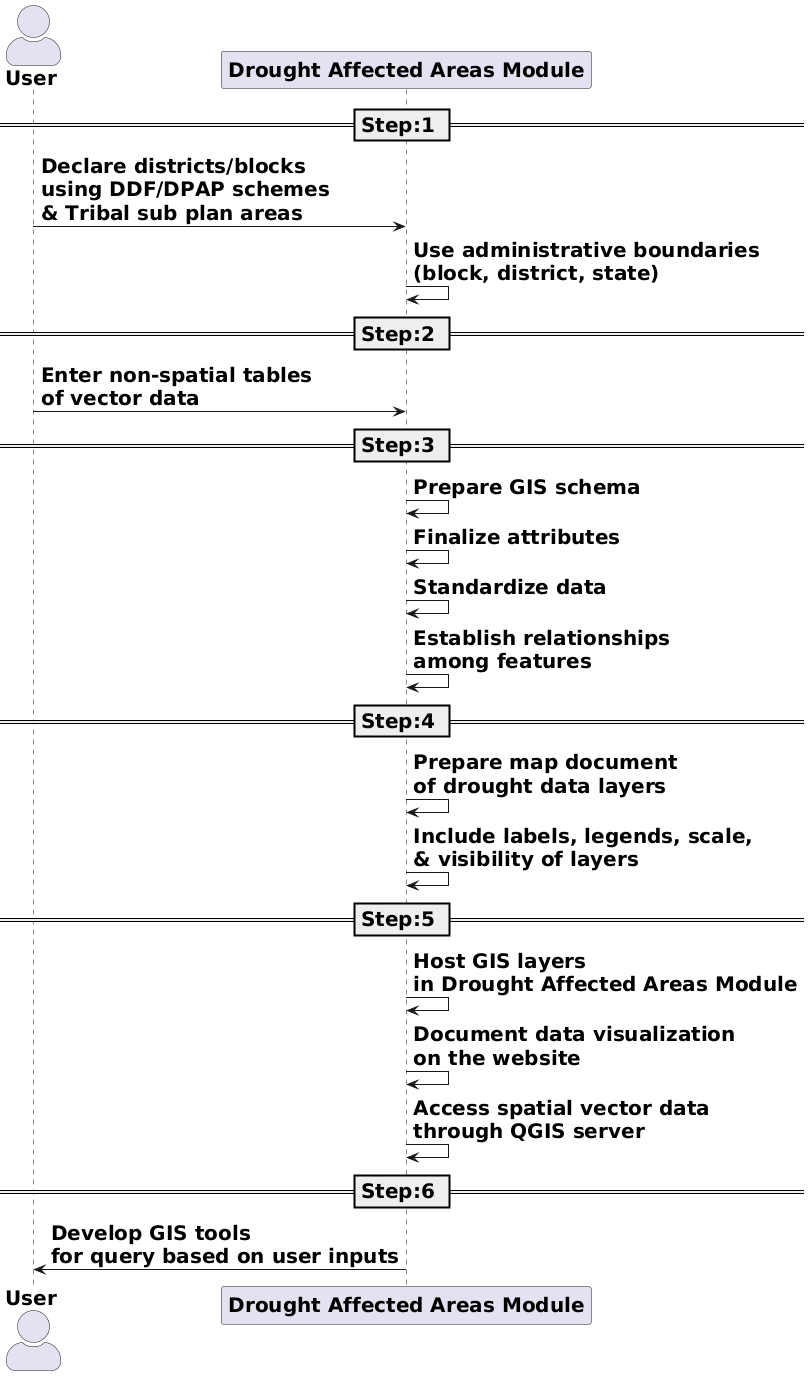 User
Drought Affected Areas Module
Step:1
Declare districts/blocks
using DDF/DPAP schemes
& Tribal sub plan areas
Use administrative boundaries
(block, district, state)
Step:2
Enter non-spatial tables
of vector data
Step:3
Prepare GIS schema
Finalize attributes
Standardize data
Establish relationships
among features
Step:4
Prepare map document
of drought data layers
Include labels, legends, scale,
& visibility of layers
Step:5
Host GIS layers
in Drought Affected Areas Module
Document data visualization
on the website
Access spatial vector data
through QGIS server
Step:6
Develop GIS tools
for query based on user inputs
User
Drought Affected Areas Module